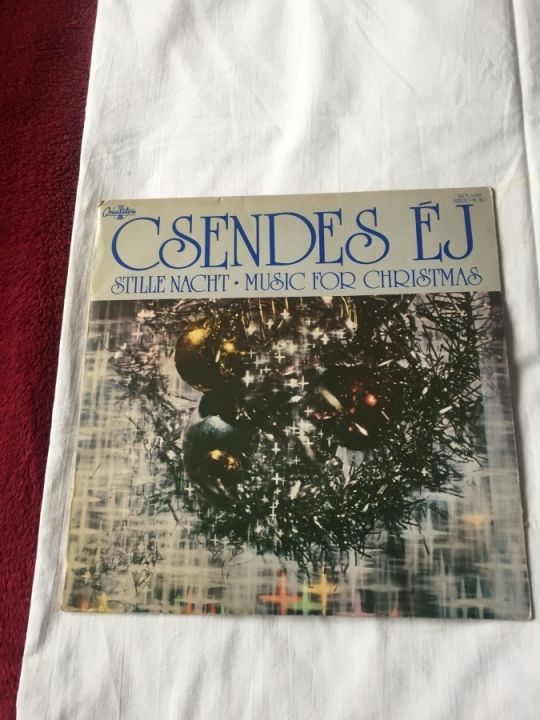 Qualiton
CSENDES ÉJ
STILLE NACHT • MUSIC FOR CHRISTMAS